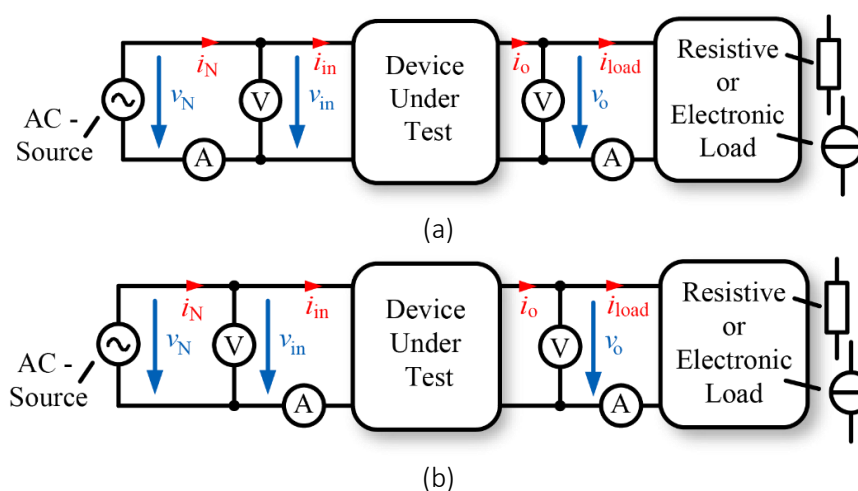 i_N
i_in
i_o
i_load
v_N
V
v_in
Device
Under
Test
V
v_o
Resistive
or
Electronic
Load
AC -
Source
A
A
(a)
i_N
i_in
i_o
i_load
v_N
V
v_in
Device
Under
Test
V
v_o
Resistive
or
Electronic
Load
AC -
Source
A
A
(b)